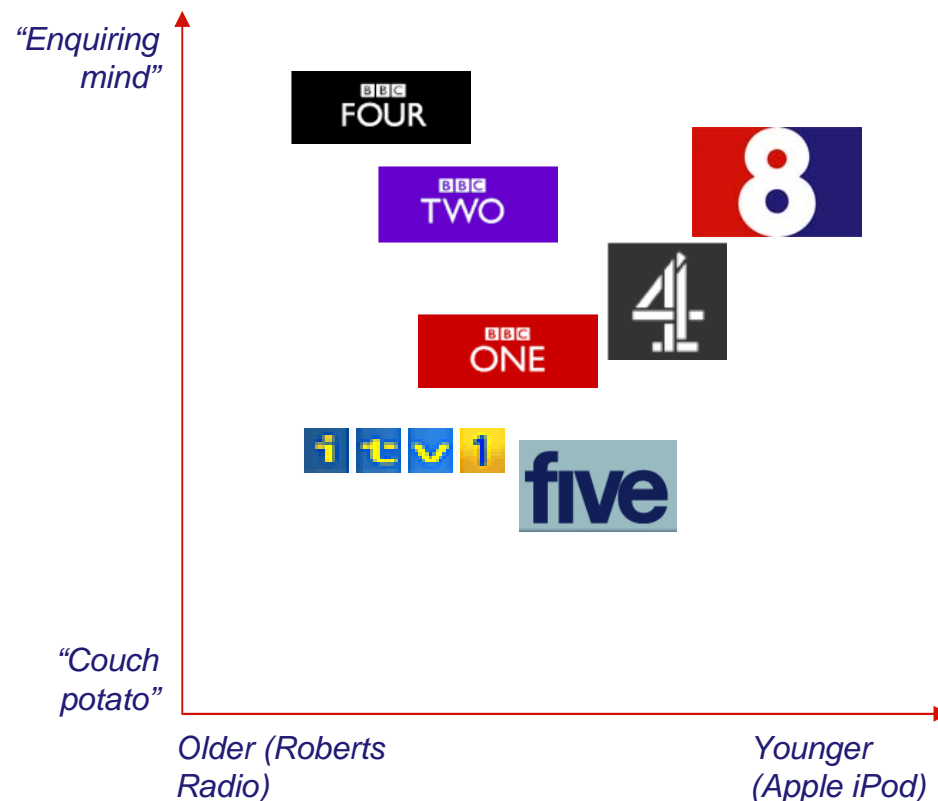 “Enquiring
mind”
BBC
FOUR
8
BBC
TWO
4
BBC
ONE
itv1
five
“Couch
potato”
Older (Roberts
Radio)
Younger
(Apple iPod)